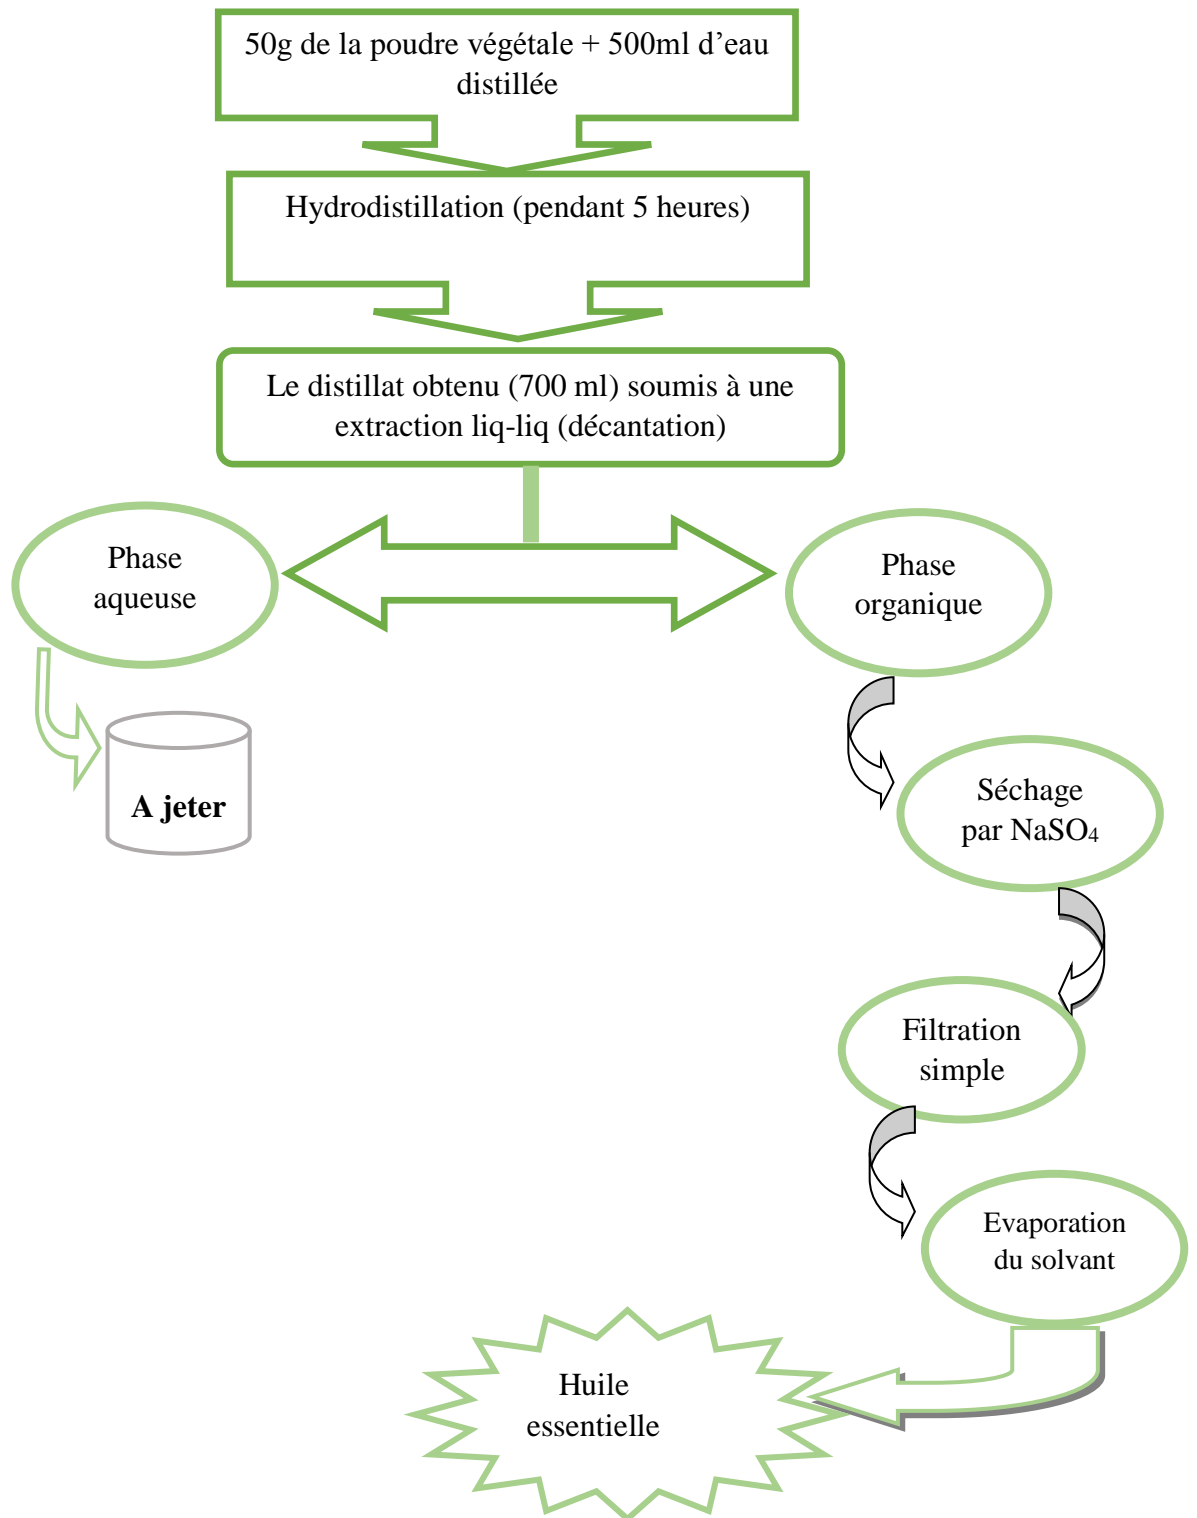 50g de la poudre végétale + 500ml d'eau
distillée
Hydrodistillation (pendant 5 heures)
Le distillat obtenu (700 ml) soumis à une
extraction liq-liq (décantation)
Phase
aqueuse
Phase
organique
A jeter
Séchage
par NaSO₄
Filtration
simple
Evaporation
du solvant
Huile
essentielle